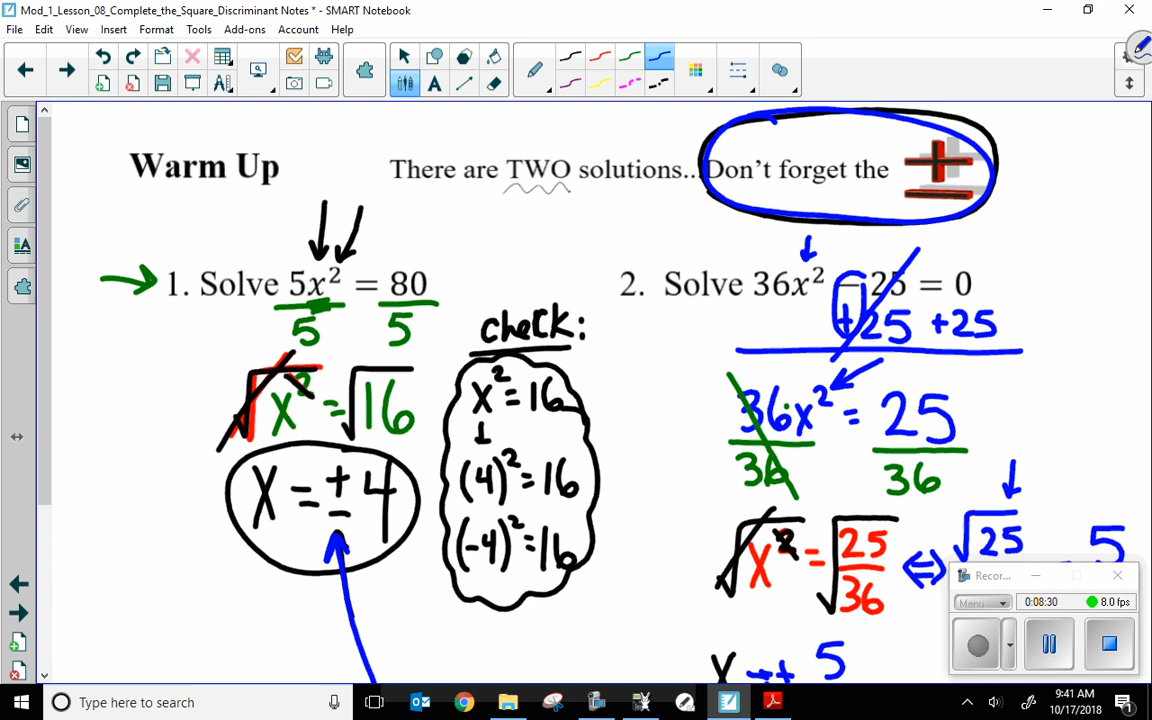 Mod_1_Lesson_08_Complete_the_Square_Discriminant Notes * - SMART Notebook
File Edit View Insert Format Tools Add-ons Account Help
Warm Up There are TWO solutions... Don't forget the ±
1. Solve 5x² = 80
5 5
√x² = √16
x = ± 4
check:
x² = 16
(4)² = 16
(-4)² = 16
2. Solve 36x² - 25 = 0
+25 +25
36x² = 25
36 36
√x² = √25/36 ⇔ √25 = 5
x = + 5
Recor...
Menu 0:08:30 8.0 fps
Type here to search
9:41 AM
10/17/2018
1